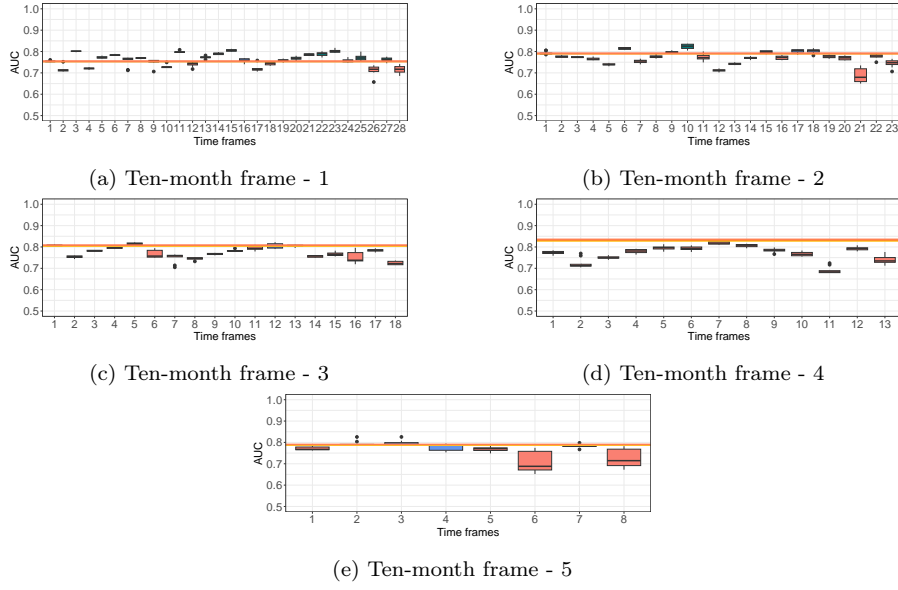 AUC
1.0
0.9
0.8
0.7
0.6
0.5
1 2 3 4 5 6 7 8 9 10 11 12 13 14 15 16 17 18 19 20 21 22 23 24 25 26 27 28
Time frames
(a) Ten-month frame - 1
AUC
1.0
0.9
0.8
0.7
0.6
0.5
1 2 3 4 5 6 7 8 9 10 11 12 13 14 15 16 17 18 19 20 21 22 23
Time frames
(b) Ten-month frame - 2
AUC
1.0
0.9
0.8
0.7
0.6
0.5
1 2 3 4 5 6 7 8 9 10 11 12 13 14 15 16 17 18
Time frames
(c) Ten-month frame - 3
AUC
1.0
0.9
0.8
0.7
0.6
0.5
1 2 3 4 5 6 7 8 9 10 11 12 13
Time frames
(d) Ten-month frame - 4
AUC
1.0
0.9
0.8
0.7
0.6
0.5
1 2 3 4 5 6 7 8
Time frames
(e) Ten-month frame - 5